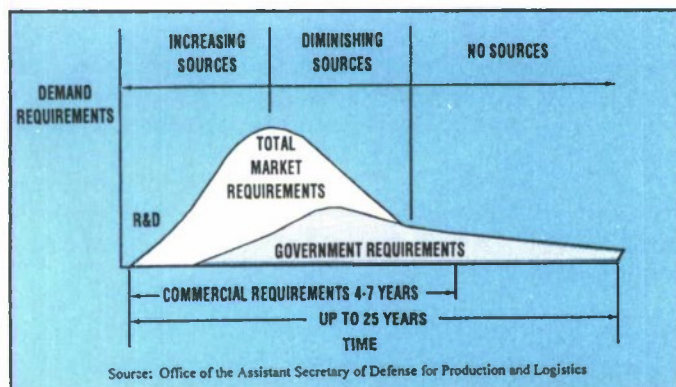 INCREASING
SOURCES
DIMINISHING
SOURCES
NO SOURCES
DEMAND
REQUIREMENTS
TOTAL
MARKET
REQUIREMENTS
R&D
GOVERNMENT REQUIREMENTS
COMMERCIAL REQUIREMENTS 4-7 YEARS
UP TO 25 YEARS
TIME
Source: Office of the Assistant Secretary of Defense for Production and Logistics